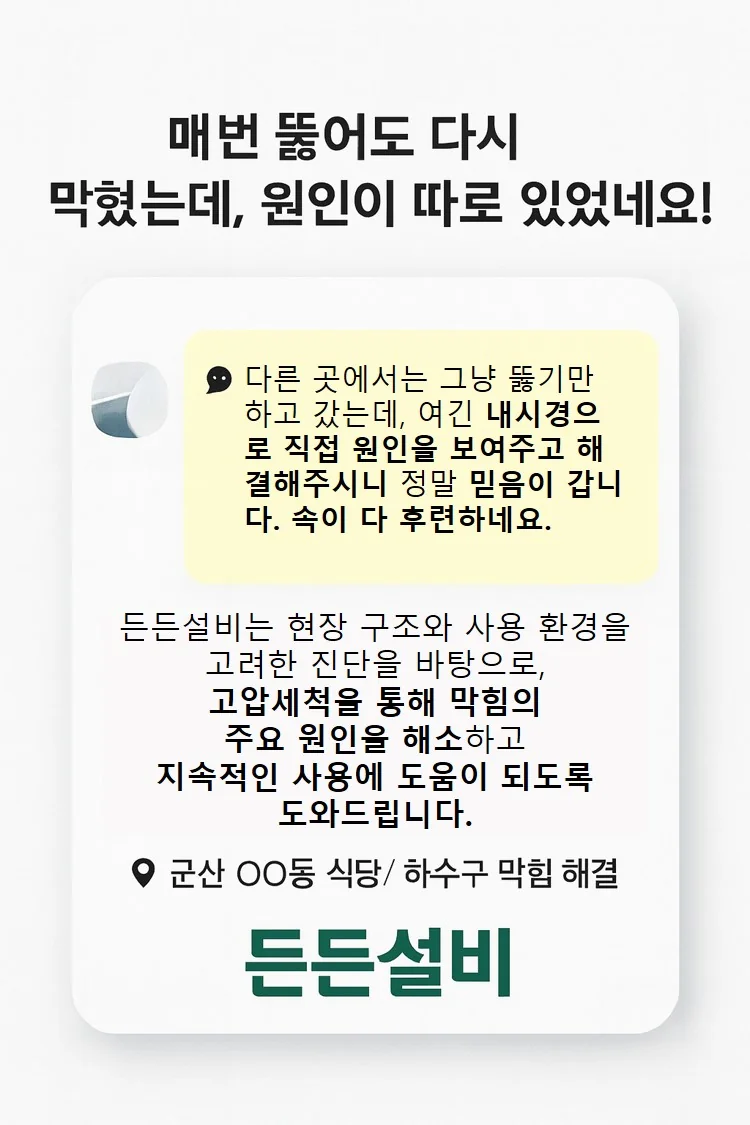 매번 뚫어도 다시
막혔는데, 원인이 따로 있었네요!
다른 곳에서는 그냥 뚫기만
하고 갔는데, 여긴 내시경으
로 직접 원인을 보여주고 해
결해주시니 정말 믿음이 갑니
다. 속이 다 후련하네요.
든든설비는 현장 구조와 사용 환경을
고려한 진단을 바탕으로,
고압세척을 통해 막힘의
주요 원인을 해소하고
지속적인 사용에 도움이 되도록
도와드립니다.
군산 OO동 식당/ 하수구 막힘 해결
든든설비